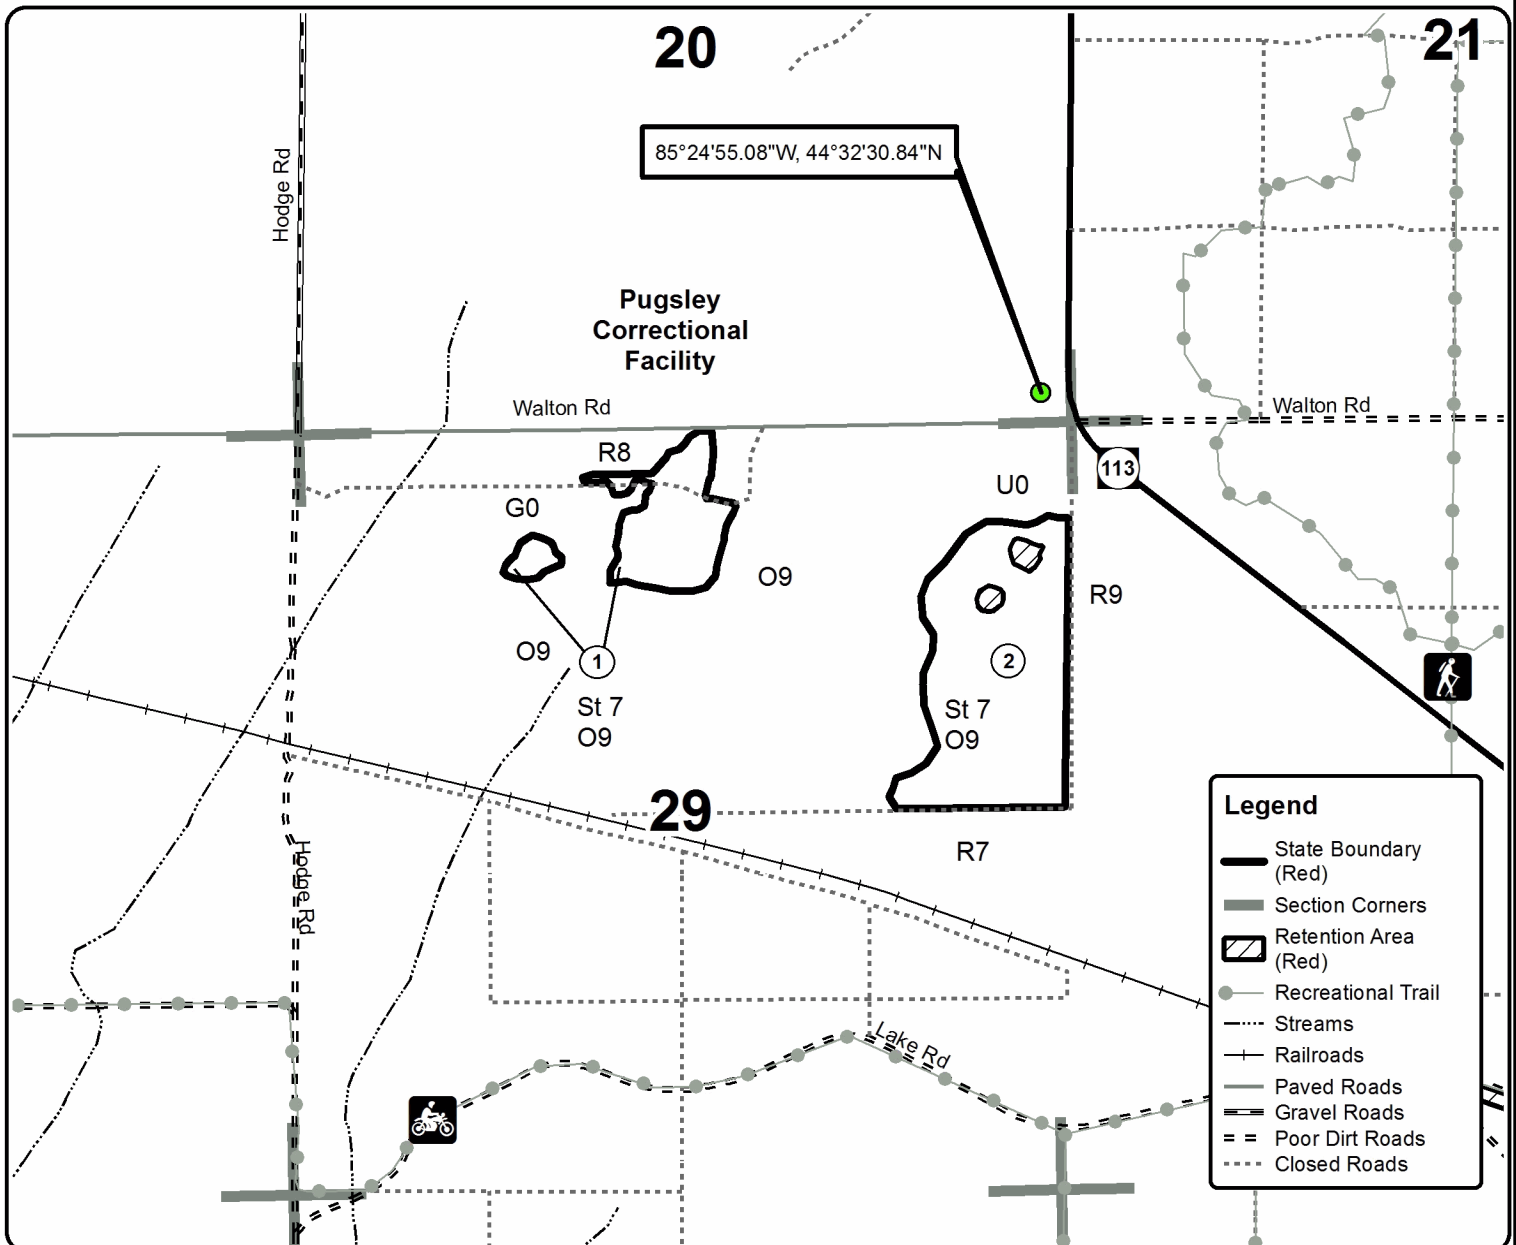 20
21
85°24'55.08"W, 44°32'30.84"N
Hodge Rd
Pugsley
Correctional
Facility
Walton Rd
Walton Rd
R8
113
U0
G0
O9
R9
O9
1
2
St 7
O9
St 7
O9
29
R7
Hodge Rd
Lake Rd
Legend
State Boundary
(Red)
Section Corners
Retention Area
(Red)
Recreational Trail
Streams
Railroads
Paved Roads
Gravel Roads
Poor Dirt Roads
Closed Roads